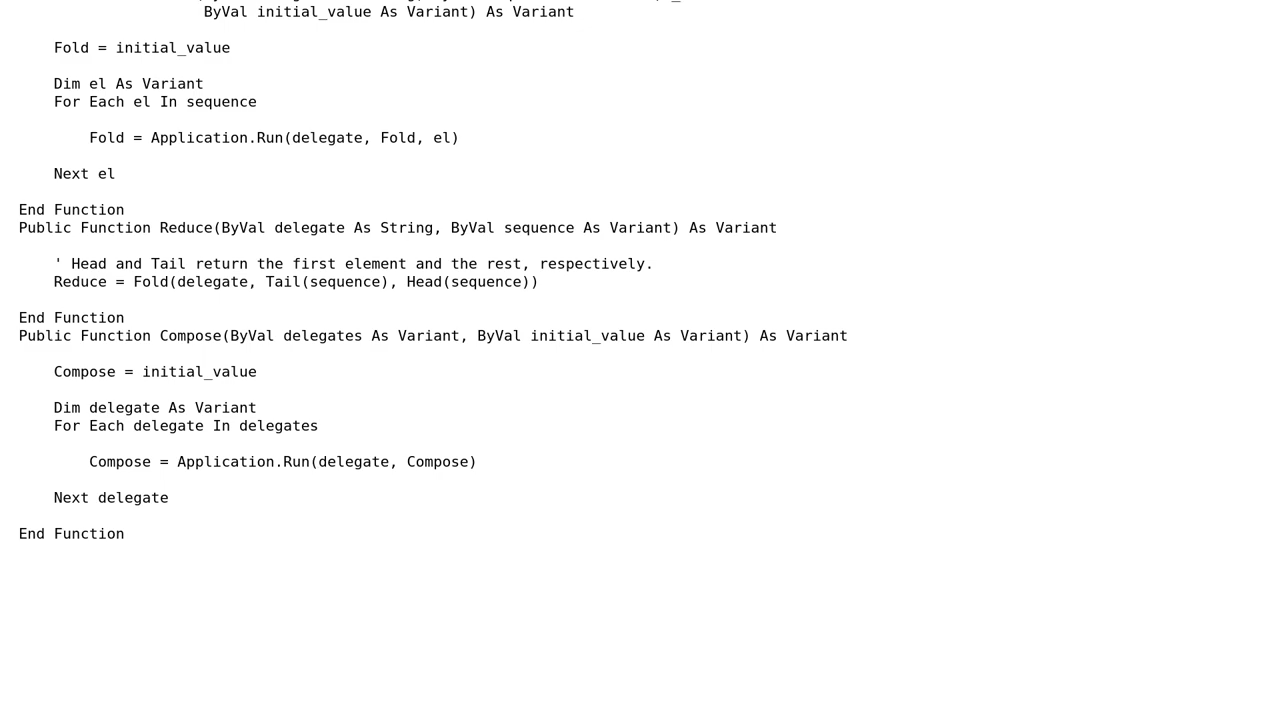 ByVal initial_value As Variant) As Variant
Fold = initial_value
Dim el As Variant
For Each el In sequence
Fold = Application.Run(delegate, Fold, el)
Next el
End Function
Public Function Reduce(ByVal delegate As String, ByVal sequence As Variant) As Variant
' Head and Tail return the first element and the rest, respectively.
Reduce = Fold(delegate, Tail(sequence), Head(sequence))
End Function
Public Function Compose(ByVal delegates As Variant, ByVal initial_value As Variant) As Variant
Compose = initial_value
Dim delegate As Variant
For Each delegate In delegates
Compose = Application.Run(delegate, Compose)
Next delegate
End Function